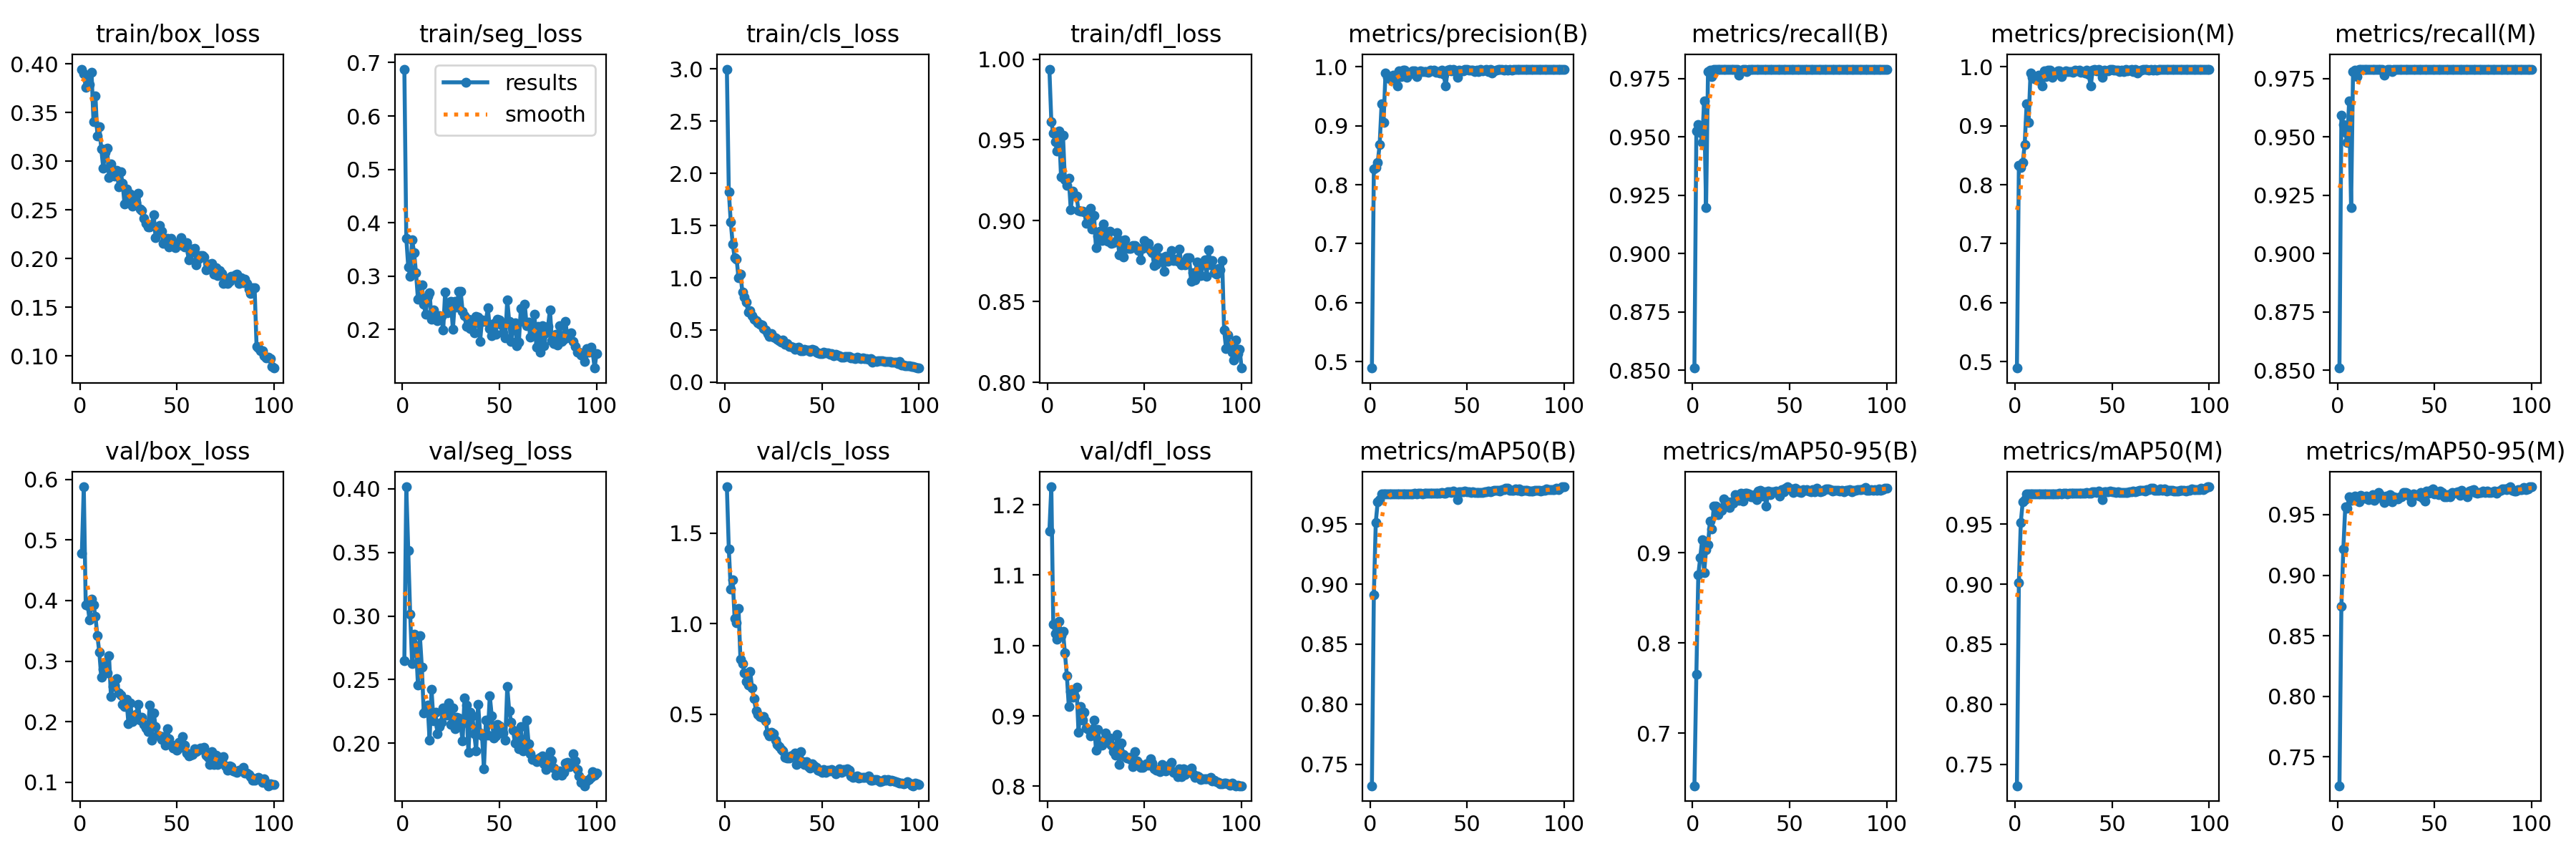 train/box_loss
train/seg_loss
train/cls_loss
train/dfl_loss
metrics/precision(B)
metrics/recall(B)
metrics/precision(M)
metrics/recall(M)
0.40
0.35
0.30
0.25
0.20
0.15
0.10
0 50 100
results
smooth
0.7
0.6
0.5
0.4
0.3
0.2
0 50 100
3.0
2.5
2.0
1.5
1.0
0.5
0.0
0 50 100
1.00
0.95
0.90
0.85
0.80
0 50 100
1.0
0.9
0.8
0.7
0.6
0.5
0 50 100
0.975
0.950
0.925
0.900
0.875
0.850
0 50 100
1.0
0.9
0.8
0.7
0.6
0.5
0 50 100
0.975
0.950
0.925
0.900
0.875
0.850
0 50 100
val/box_loss
val/seg_loss
val/cls_loss
val/dfl_loss
metrics/mAP50(B)
metrics/mAP50-95(B)
metrics/mAP50(M)
metrics/mAP50-95(M)
0.6
0.5
0.4
0.3
0.2
0.1
0 50 100
0.40
0.35
0.30
0.25
0.20
0 50 100
1.5
1.0
0.5
0 50 100
1.2
1.1
1.0
0.9
0.8
0 50 100
0.95
0.90
0.85
0.80
0.75
0 50 100
0.9
0.8
0.7
0 50 100
0.95
0.90
0.85
0.80
0.75
0 50 100
0.95
0.90
0.85
0.80
0.75
0 50 100